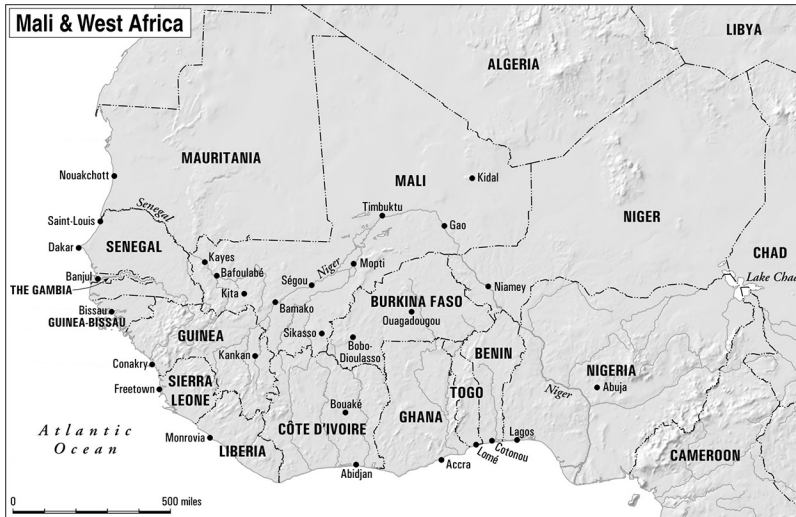 Mali & West Africa
LIBYA
ALGERIA
MAURITANIA
Nouakchott
MALI
Kidal
Timbuktu
Senegal
Saint-Louis
Gao
NIGER
Dakar
SENEGAL
CHAD
Kayes
Niger
Mopti
Bafoulabé
Banjul
THE GAMBIA
Ségou
Lake Chad
Kita
Niamey
BURKINA FASO
Bamako
Bissau
GUINEA-BISSAU
Ouagadougou
GUINEA
Sikasso
Bobo-
Dioulasso
Kankan
BENIN
Conakry
NIGERIA
SIERRA
LEONE
Freetown
TOGO
Niger
Abuja
Bouaké
GHANA
CÔTE D'IVOIRE
Atlantic
Ocean
Monrovia
LIBERIA
Lagos
Cotonou
Lomé
CAMEROON
Abidjan
Accra
0
500 miles